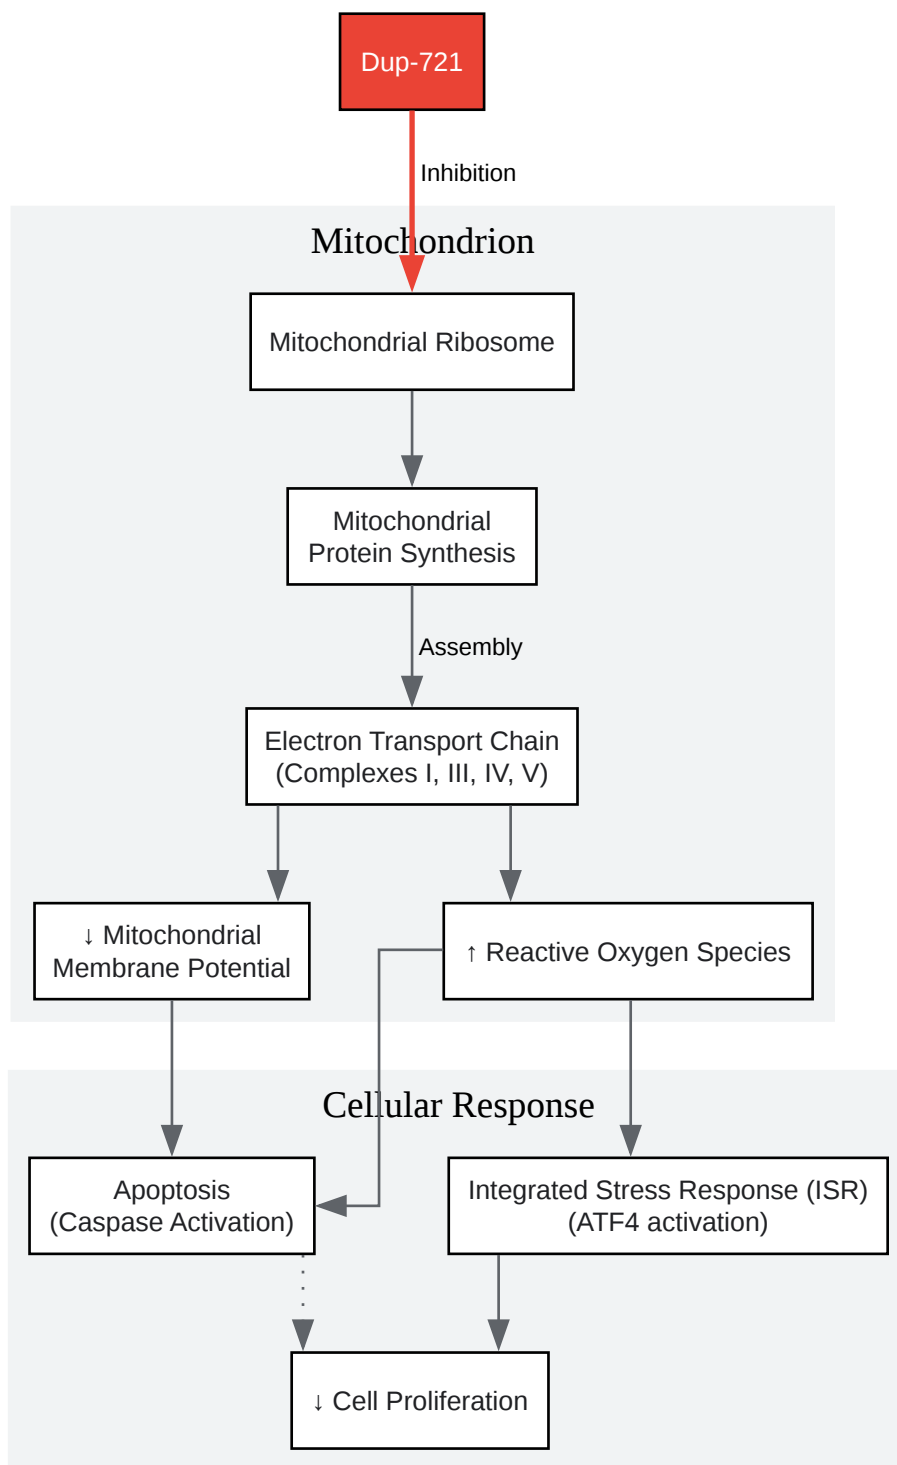 Dup-721
Inhibition
Mitochondrion
Mitochondrial Ribosome
Mitochondrial
Protein Synthesis
Assembly
Electron Transport Chain
(Complexes I, III, IV, V)
↓ Mitochondrial
Membrane Potential
↑ Reactive Oxygen Species
Cellular Response
Apoptosis
(Caspase Activation)
Integrated Stress Response (ISR)
(ATF4 activation)
↓ Cell Proliferation